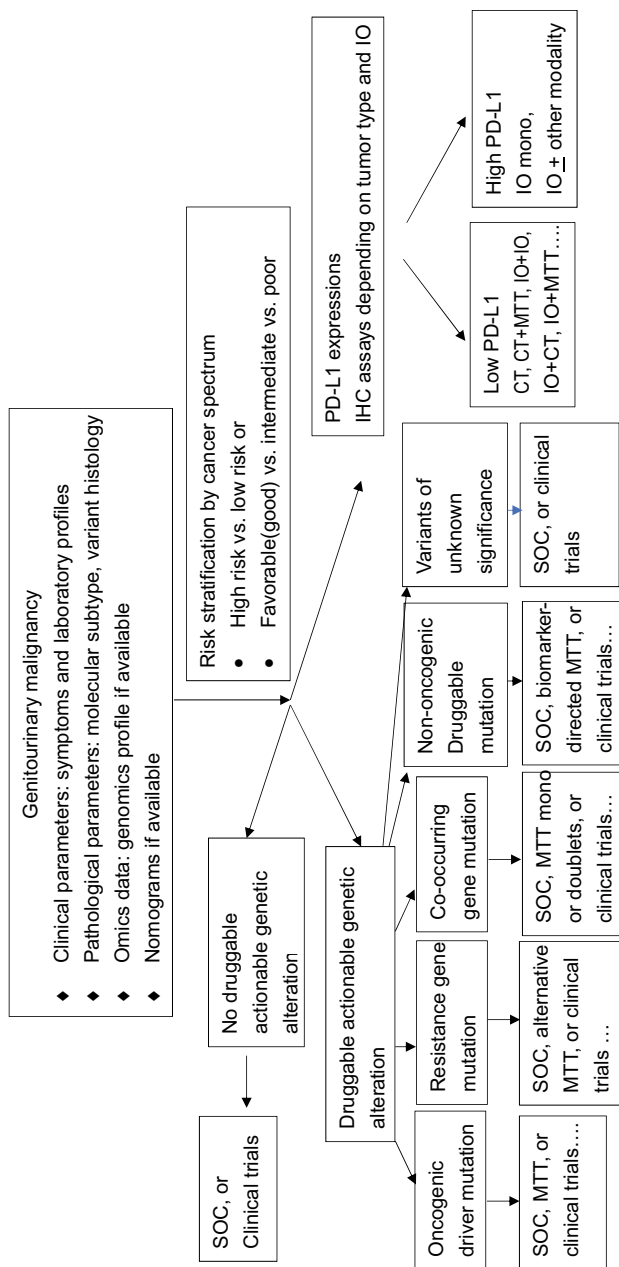 Genitourinary malignancy
♦ Clinical parameters: symptoms and laboratory profiles
♦ Pathological parameters: molecular subtype, variant histology
♦ Omics data: genomics profile if available
♦ Nomograms if available
Risk stratification by cancer spectrum
● High risk vs. low risk or
● Favorable(good) vs. intermediate vs. poor
No druggable
actionable genetic
alteration
SOC, or
Clinical trials
Druggable actionable genetic
alteration
PD-L1 expressions
IHC assays depending on tumor type and IO
Oncogenic
driver mutation
Resistance gene
mutation
Co-occurring
gene mutation
Non-oncogenic
Druggable
mutation
Variants of
unknown
significance
Low PD-L1
CT, CT+MTT, IO+IO,
IO+CT, IO+MTT….
High PD-L1
IO mono,
IO ± other modality
SOC, MTT, or
clinical trials….
SOC, alternative
MTT, or clinical
trials …
SOC, MTT mono
or doublets, or
clinical trials…
SOC, biomarker-
directed MTT, or
clinical trials…
SOC, or clinical
trials